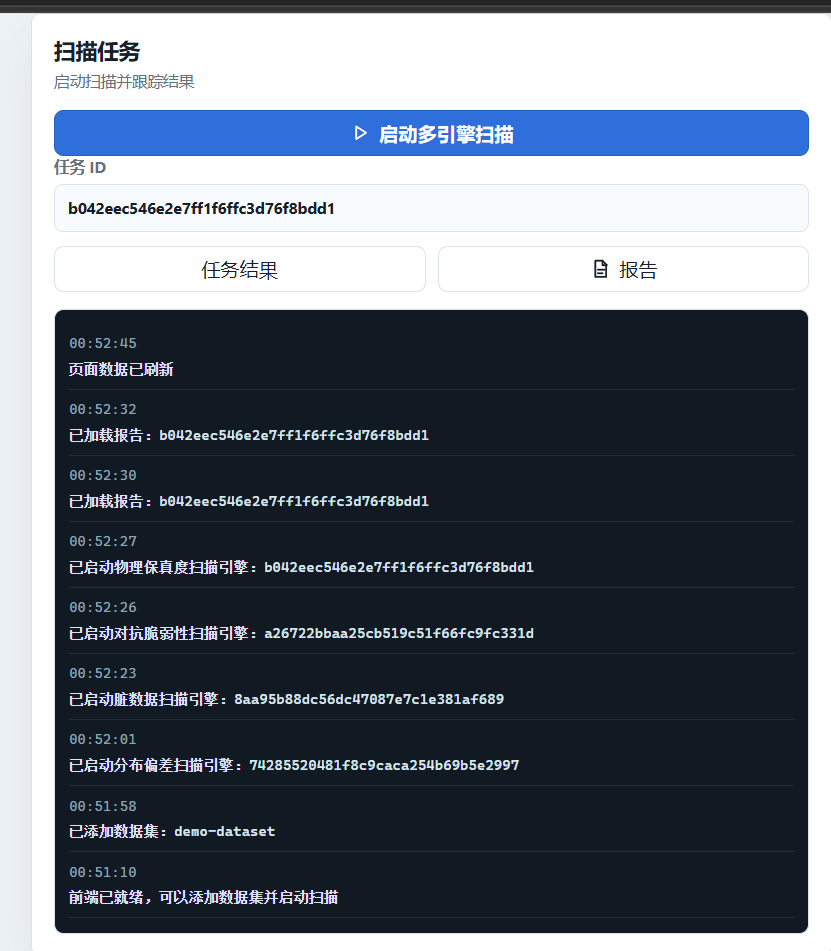 扫描任务
启动扫描并跟踪结果
启动多引擎扫描
任务 ID
b042eec546e2e7ff1f6ffc3d76f8bdd1
任务结果
报告
00:52:45
页面数据已刷新
00:52:32
已加载报告：b042eec546e2e7ff1f6ffc3d76f8bdd1
00:52:30
已加载报告：b042eec546e2e7ff1f6ffc3d76f8bdd1
00:52:27
已启动物理保真度扫描引擎：b042eec546e2e7ff1f6ffc3d76f8bdd1
00:52:26
已启动对抗脆弱性扫描引擎：a26722bbaa25cb519c51f66fc9fc331d
00:52:23
已启动脏数据扫描引擎：8aa95b88dc56dc47087e7c1e381af689
00:52:01
已启动分布偏差扫描引擎：74285520481f8c9caca254b69b5e2997
00:51:58
已添加数据集：demo-dataset
00:51:10
前端已就绪，可以添加数据集并启动扫描